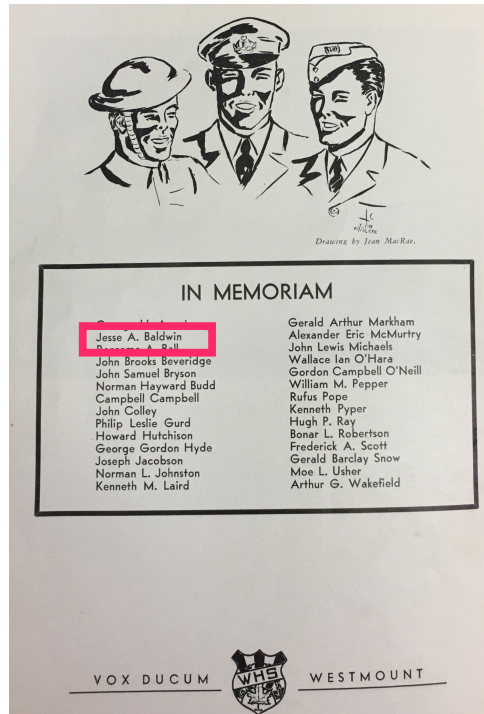 Drawing by Jean MacRae.
IN MEMORIAM
Jesse A. Baldwin
A. Ball
John Brooks Beveridge
John Samuel Bryson
Norman Hayward Budd
Campbell Campbell
John Colley
Philip Leslie Gurd
Howard Hutchison
George Gordon Hyde
Joseph Jacobson
Norman L. Johnston
Kenneth M. Laird
Gerald Arthur Markham
Alexander Eric McMurtry
John Lewis Michaels
Wallace Ian O'Hara
Gordon Campbell O'Neill
William M. Pepper
Rufus Pope
Kenneth Pyper
Hugh P. Ray
Bonar L. Robertson
Frederick A. Scott
Gerald Barclay Snow
Moe L. Usher
Arthur G. Wakefield
VOX DUCUM WHS WESTMOUNT